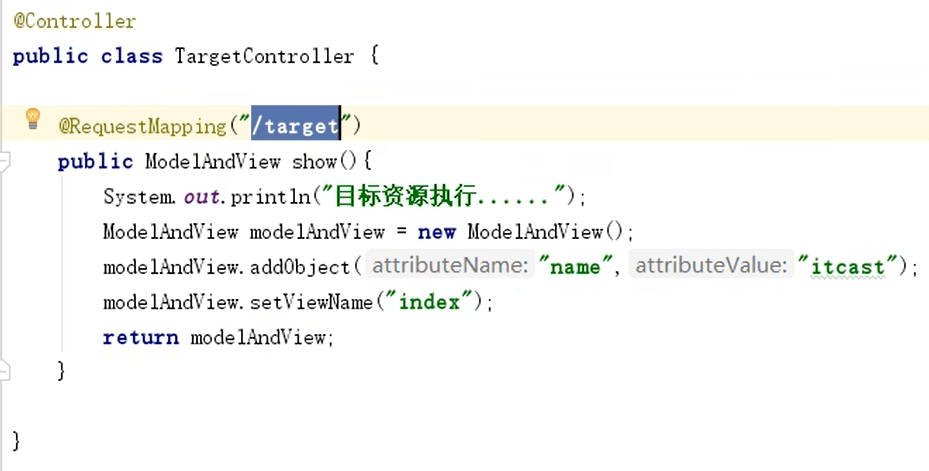 @Controller
public class TargetController {
@RequestMapping("/target")
public ModelAndView show(){
System.out.println("目标资源执行......");
ModelAndView modelAndView = new ModelAndView();
modelAndView.addObject( attributeName: "name", attributeValue: "itcast");
modelAndView.setViewName("index");
return modelAndView;
}
}